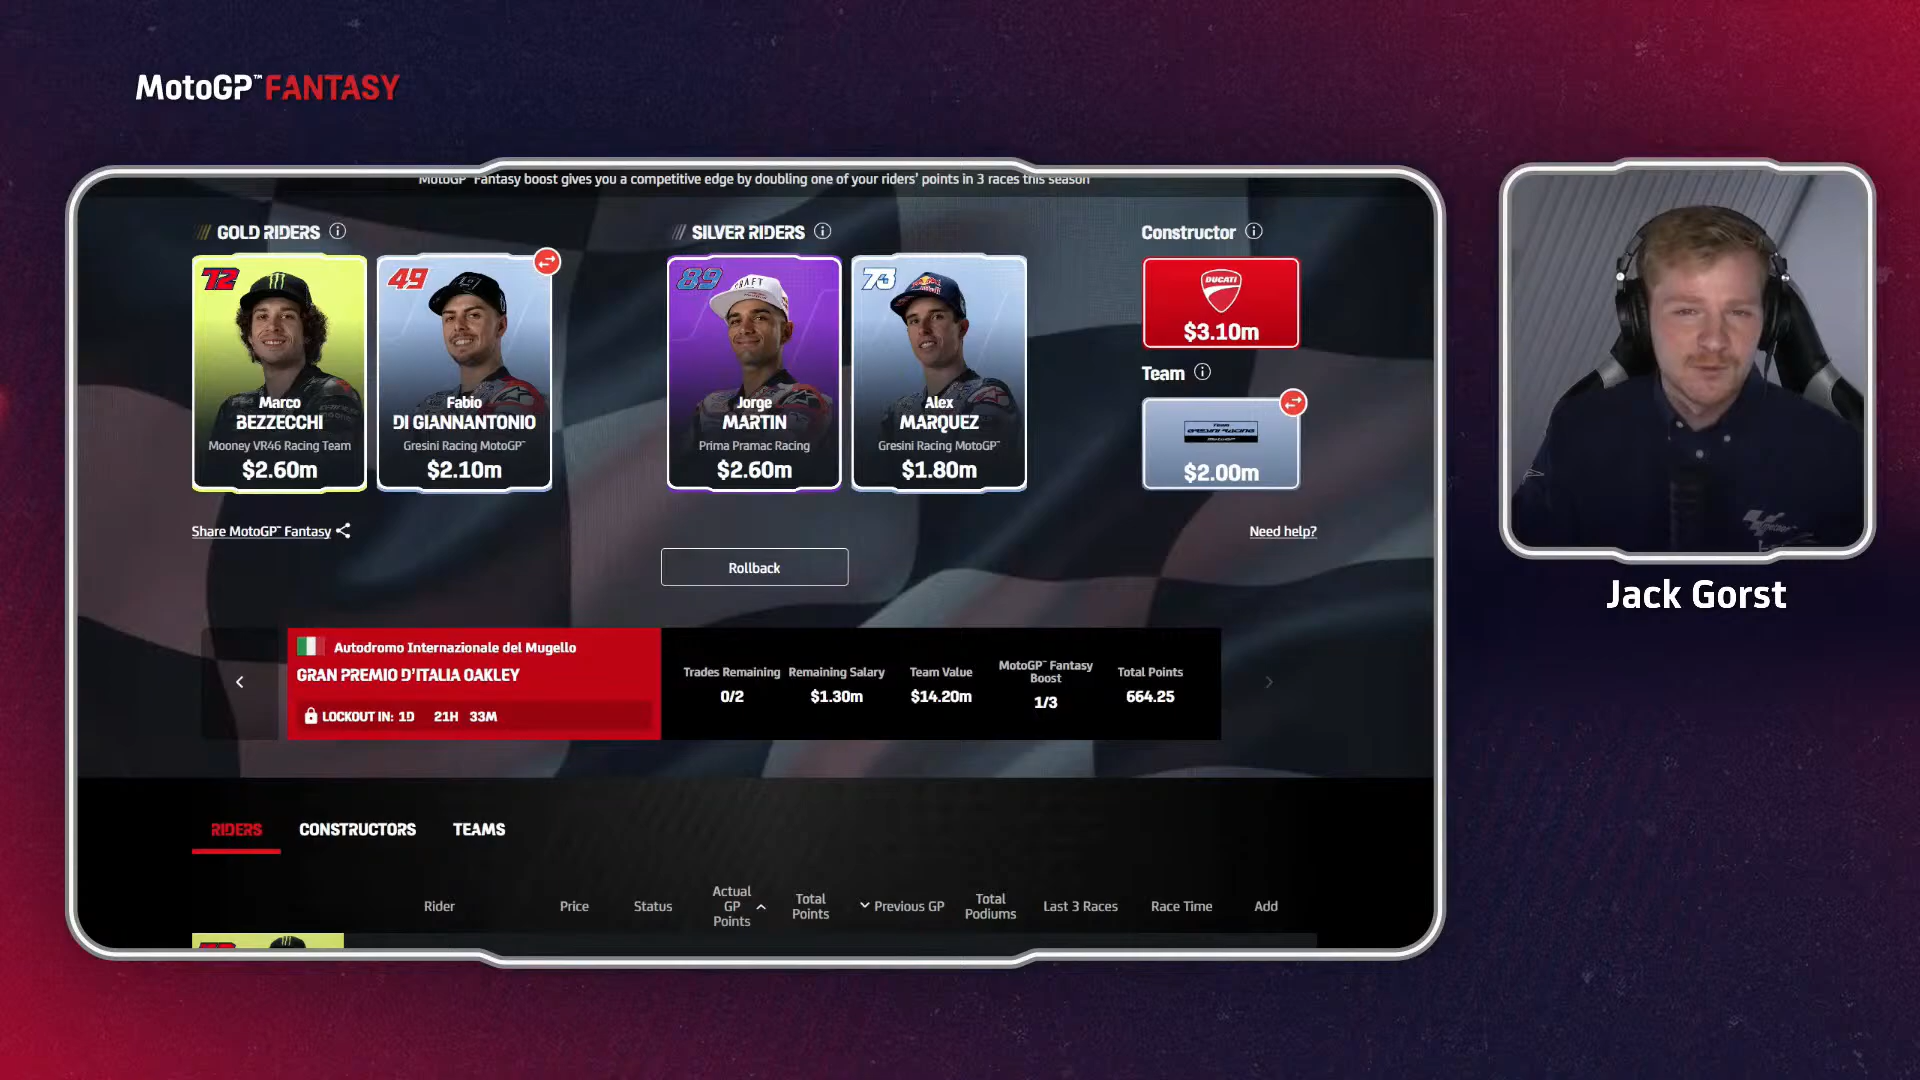 MotoGP™ FANTASY
MotoGP™ Fantasy boost gives you a competitive edge by doubling one of your riders' points in 3 races this season
GOLD RIDERS
SILVER RIDERS
Constructor
72
Marco
BEZZECCHI
Mooney VR46 Racing Team
$2.60m
49
Fabio
DI GIANNANTONIO
Gresini Racing MotoGP™
$2.10m
89
Jorge
MARTIN
Prima Pramac Racing
$2.60m
73
Alex
MARQUEZ
Gresini Racing MotoGP™
$1.80m
DUCATI
$3.10m
Team
TEAM
GRESINI RACING
MotoGP
$2.00m
Share MotoGP™ Fantasy
Need help?
Rollback
Autodromo Internazionale del Mugello
GRAN PREMIO D'ITALIA OAKLEY
LOCKOUT IN: 1D 21H 33M
Trades Remaining
0/2
Remaining Salary
$1.30m
Team Value
$14.20m
MotoGP™ Fantasy
Boost
1/3
Total Points
664.25
RIDERS
CONSTRUCTORS
TEAMS
Rider
Price
Status
Actual
GP
Points
Total
Points
Previous GP
Total
Podiums
Last 3 Races
Race Time
Add
Jack Gorst